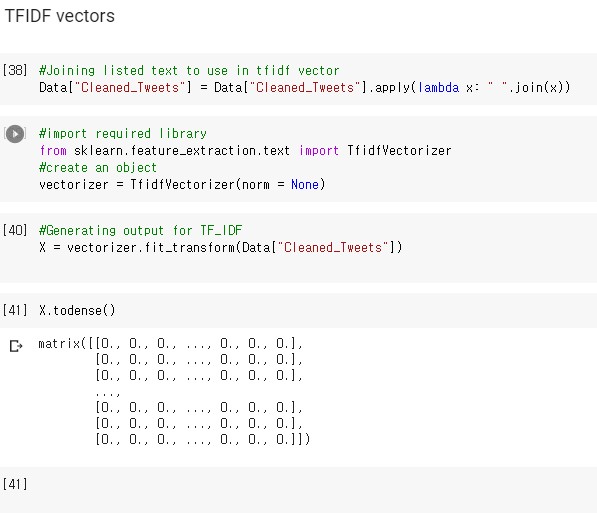 TFIDF vectors
[38] #Joining listed text to use in tfidf vector
Data["Cleaned_Tweets"] = Data["Cleaned_Tweets"].apply(lambda x: " ".join(x))
#import required library
from sklearn.feature_extraction.text import TfidfVectorizer
#create an object
vectorizer = TfidfVectorizer(norm = None)
[40] #Generating output for TF_IDF
X = vectorizer.fit_transform(Data["Cleaned_Tweets"])
[41] X.todense()
matrix([[0., 0., 0., ..., 0., 0., 0.],
[0., 0., 0., ..., 0., 0., 0.],
[0., 0., 0., ..., 0., 0., 0.],
...,
[0., 0., 0., ..., 0., 0., 0.],
[0., 0., 0., ..., 0., 0., 0.],
[0., 0., 0., ..., 0., 0., 0.]])
[41]